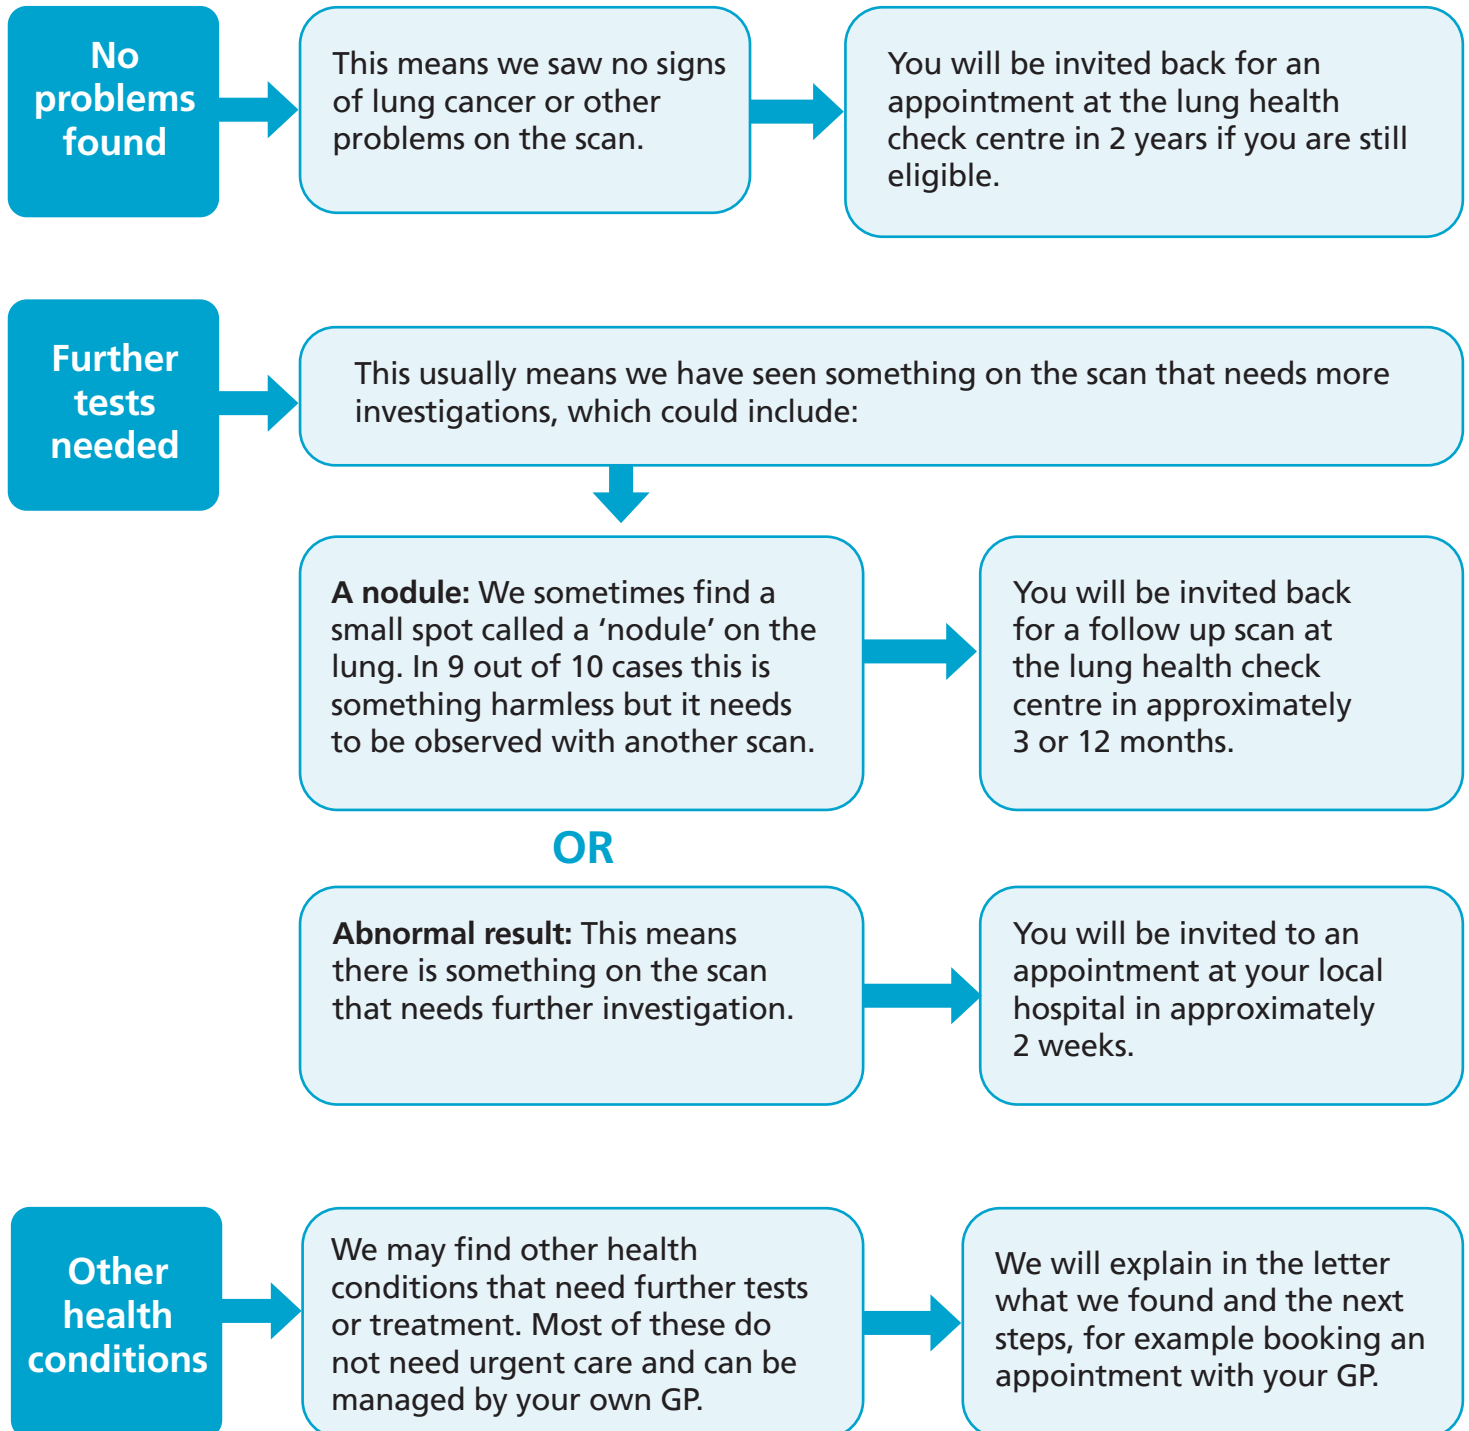 No
problems
found
This means we saw no signs
of lung cancer or other
problems on the scan.
You will be invited back for an
appointment at the lung health
check centre in 2 years if you are still
eligible.
Further
tests
needed
This usually means we have seen something on the scan that needs more
investigations, which could include:
A nodule: We sometimes find a
small spot called a ‘nodule’ on the
lung. In 9 out of 10 cases this is
something harmless but it needs
to be observed with another scan.
You will be invited back
for a follow up scan at
the lung health check
centre in approximately
3 or 12 months.
OR
Abnormal result: This means
there is something on the scan
that needs further investigation.
You will be invited to an
appointment at your local
hospital in approximately
2 weeks.
Other
health
conditions
We may find other health
conditions that need further tests
or treatment. Most of these do
not need urgent care and can be
managed by your own GP.
We will explain in the letter
what we found and the next
steps, for example booking an
appointment with your GP.